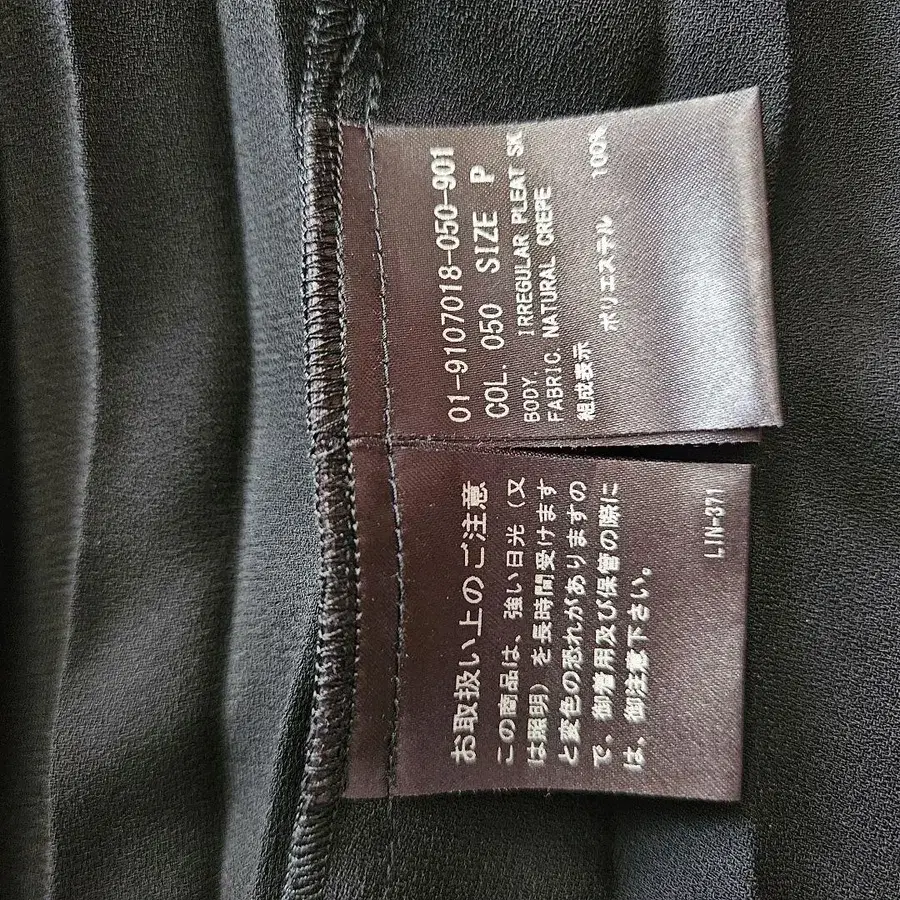 01-9107018-050-901
COL. 050 SIZE P
BODY. IRREGULAR PLEAT SK
FABRIC. NATURAL CREPE
組成表示 ポリエステル 100%
お取扱い上のご注意
この商品は、強い日光（又
は照明）を長時間受けます
と変色の恐れがありますの
で、御着用及び保管の際に
は、御注意下さい。
LIN-371